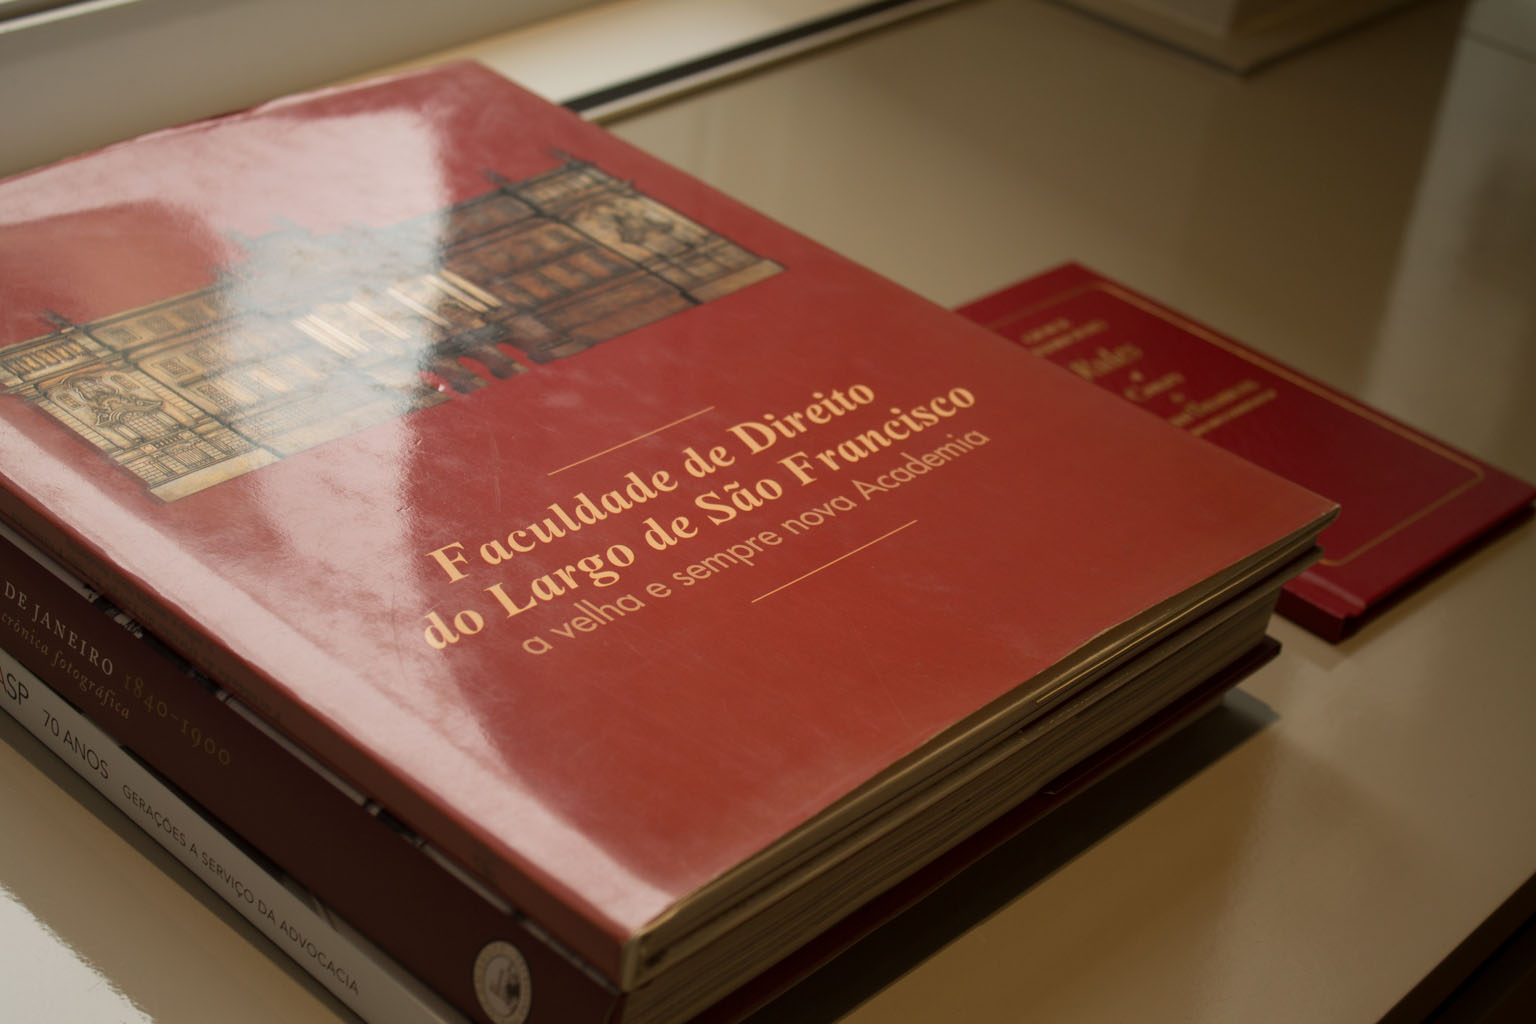 Faculdade de Direito
do Largo de São Francisco
a velha e sempre nova Academia
DE JANEIRO 1840-1900
crônica fotográfica
ASP 70 ANOS GERAÇÕES A SERVIÇO DA ADVOCACIA